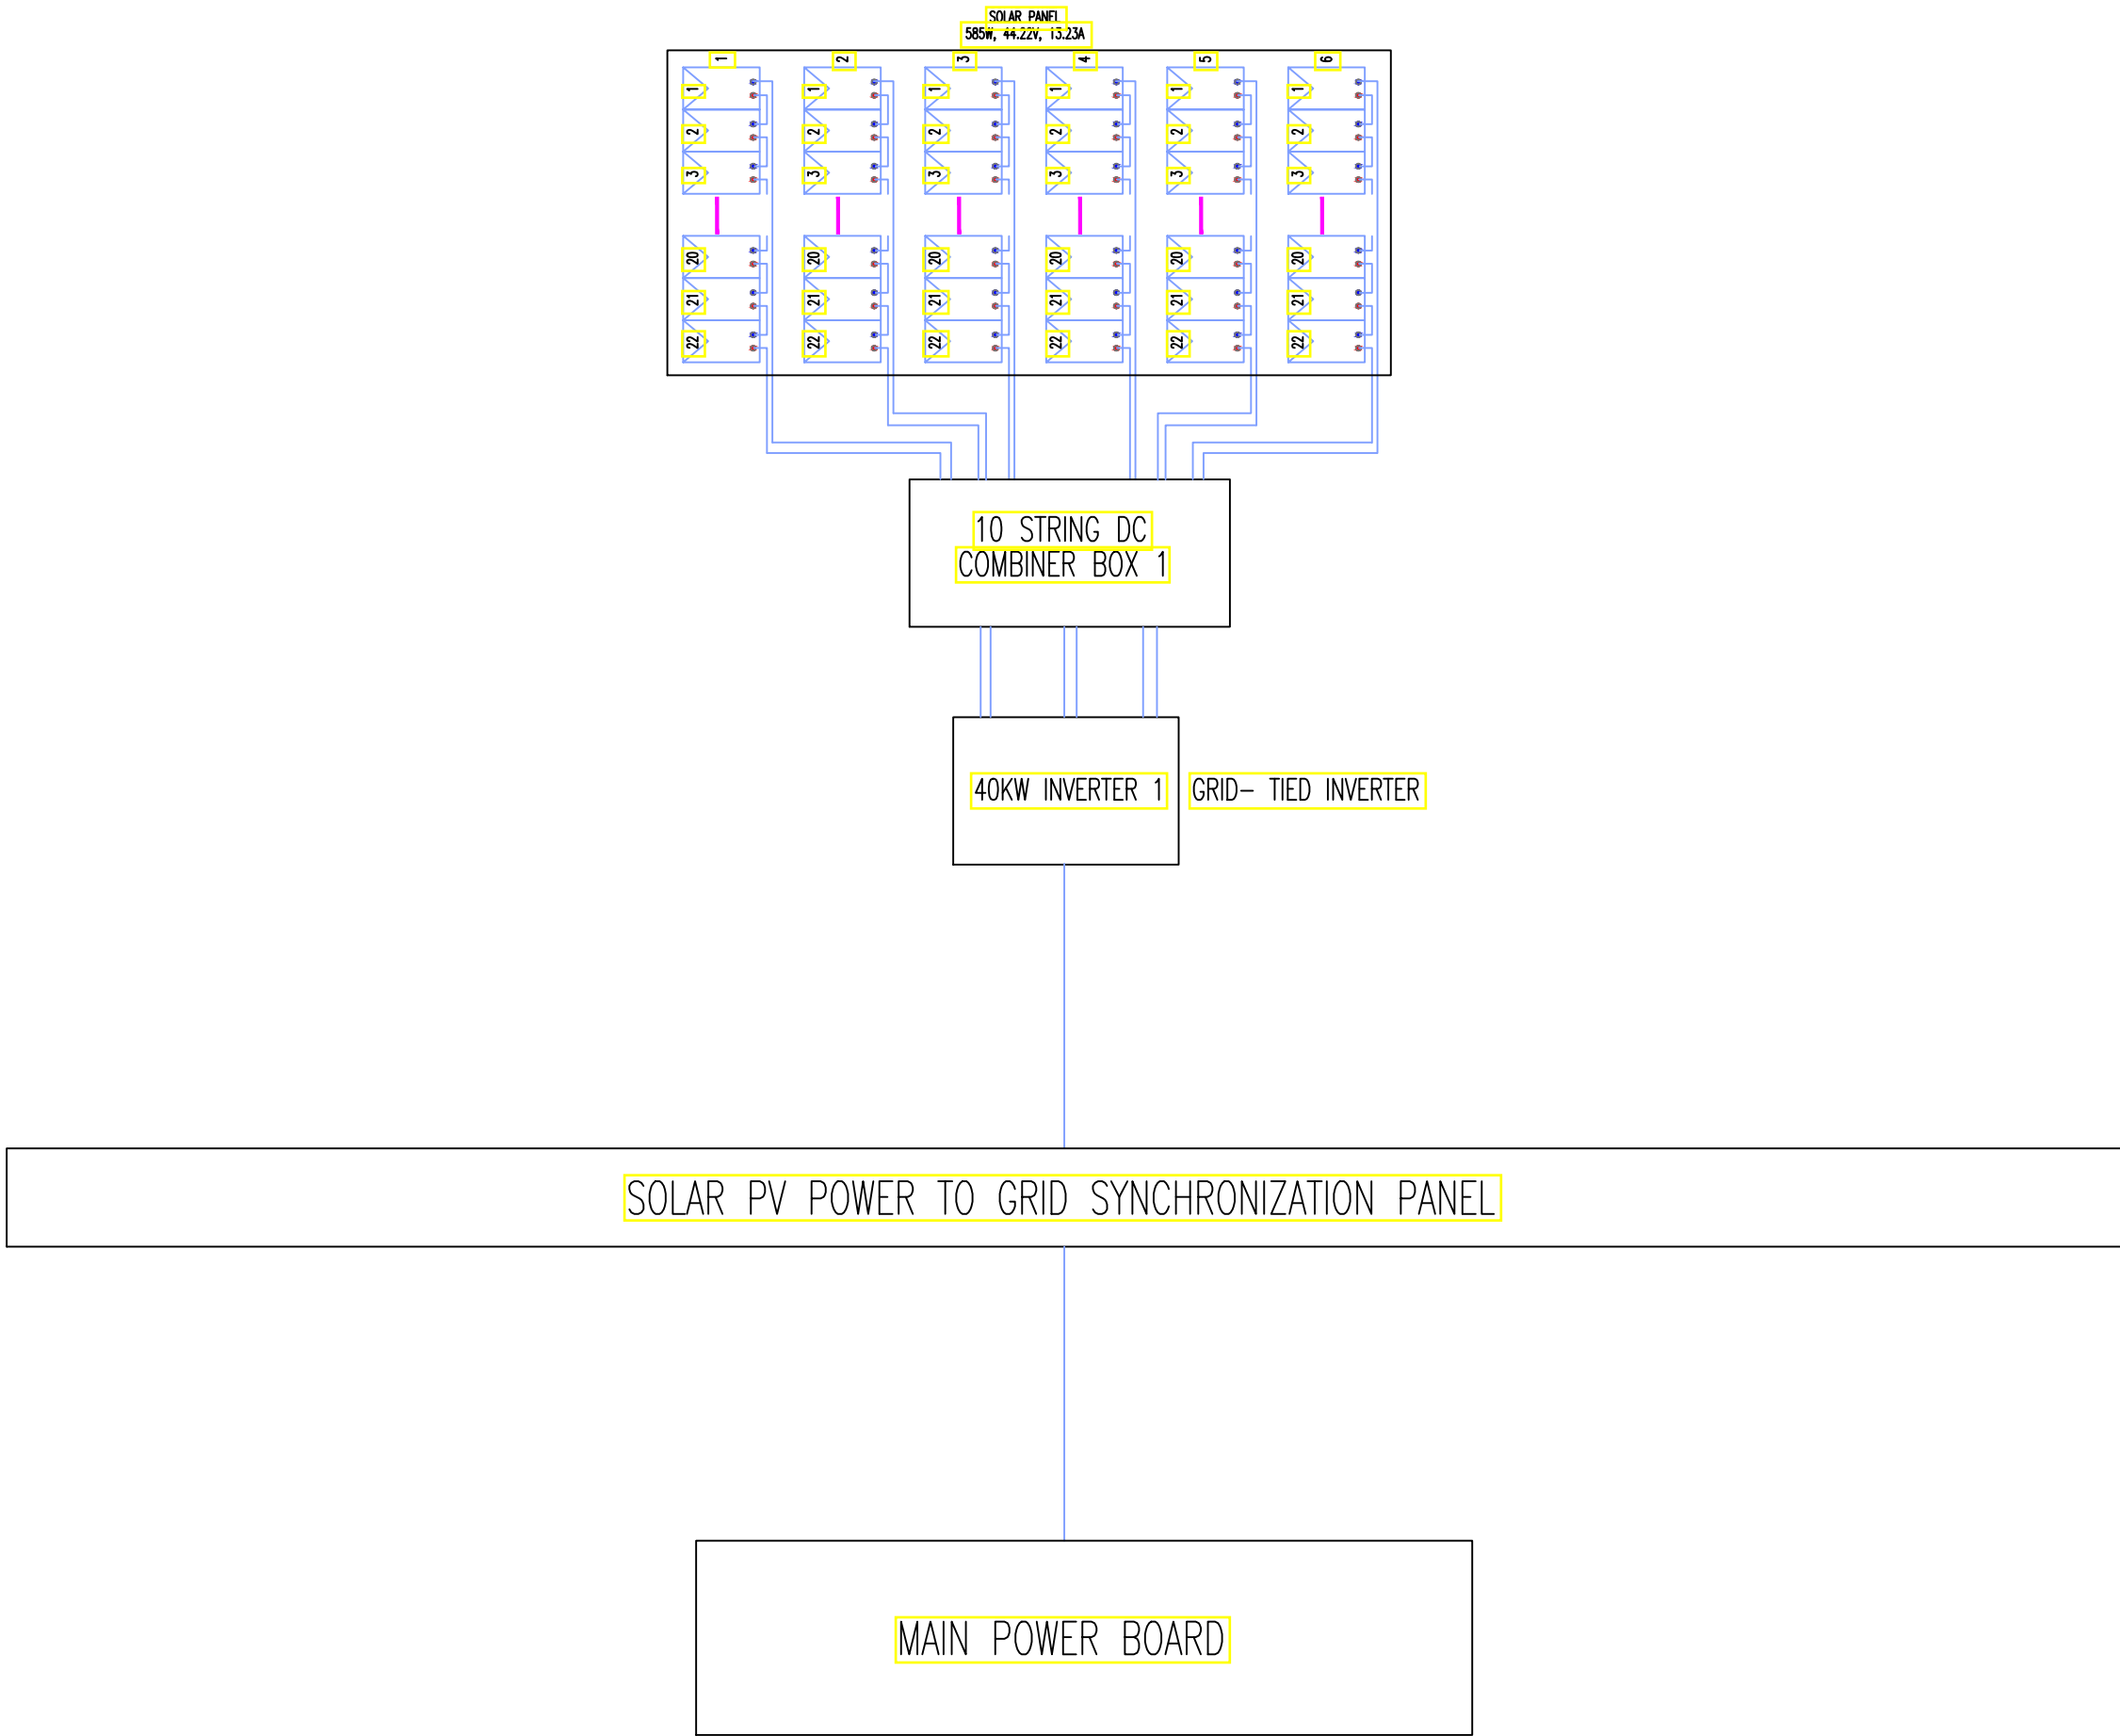 SOLAR PANEL
585W, 44.22V, 13.23A
1 2 3 4 5 6
1 1 1 1 1 1
2 2 2 2 2 2
3 3 3 3 3 3
20 20 20 20 20 20
21 21 21 21 21 21
22 22 22 22 22 22
10 STRING DC
COMBINER BOX 1
40KW INVERTER 1 GRID- TIED INVERTER
SOLAR PV POWER TO GRID SYNCHRONIZATION PANEL
MAIN POWER BOARD